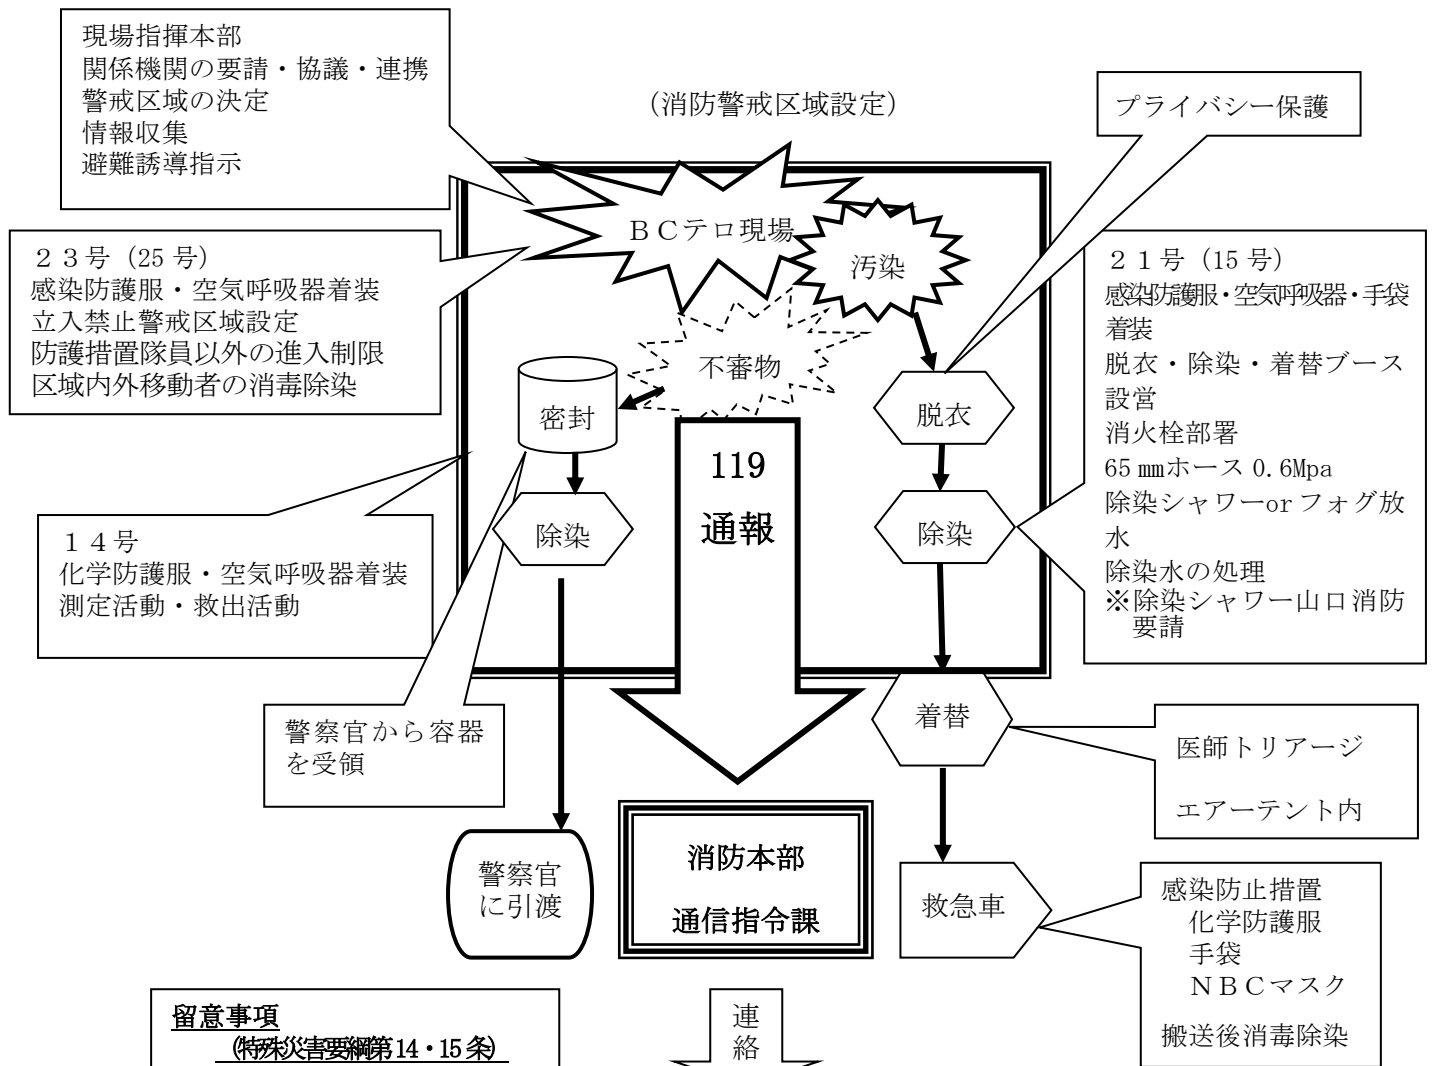 現場指揮本部
関係機関の要請・協議・連携
警戒区域の決定
情報収集
避難誘導指示
（消防警戒区域設定）
プライバシー保護
ＢＣテロ現場
汚染
２３号（25号）
感染防護服・空気呼吸器着装
立入禁止警戒区域設定
防護措置隊員以外の進入制限
区域内外移動者の消毒除染
２１号（15号）
感染防護服・空気呼吸器・手袋
着装
脱衣・除染・着替ブース
設営
消火栓部署
65㎜ホース0.6Mpa
除染シャワーorフォグ放
水
除染水の処理
※除染シャワー山口消防
要請
不審物
密封
脱衣
119
通報
除染
除染
１４号
化学防護服・空気呼吸器着装
測定活動・救出活動
警察官から容器
を受領
着替
医師トリアージ
エアーテント内
警察官
に引渡
消防本部
通信指令課
救急車
感染防止措置
化学防護服
手袋
ＮＢＣマスク
搬送後消毒除染
留意事項
（特殊災害要綱第14・15条）
連
絡